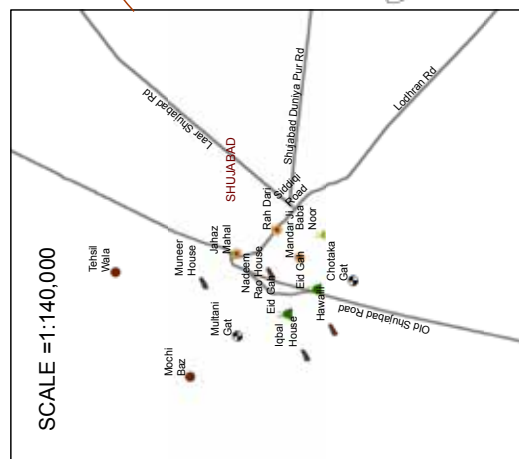 SCALE =1:140,000
Tehsil
Wala
Mochi
Baz
Muneer
House
Multani
Gat
Jahaz
Mahal
Nadeem
Rao House
Eid Gah
Iqbal
House
Rah Dari
Mandar Ji
Baba
Eid Gah
Noor
Hawaili
Chotaka
Gat
SHUJABAD
Siddiqi
Road
Laar Shujabad Rd
Shujabad Duniya Pur Rd
Lodhran Rd
Old Shujabad Road